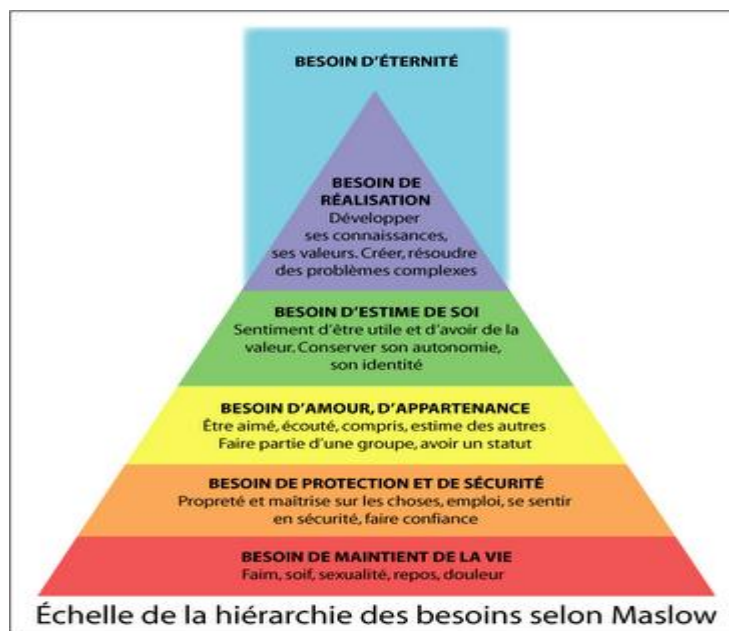 BESOIN D'ÉTERNITÉ
BESOIN DE
RÉALISATION
Développer
ses connaissances,
ses valeurs. Créer, résoudre
des problèmes complexes
BESOIN D'ESTIME DE SOI
Sentiment d'être utile et d'avoir de la
valeur. Conserver son autonomie,
son identité
BESOIN D'AMOUR, D'APPARTENANCE
Être aimé, écouté, compris, estime des autres
Faire partie d'une groupe, avoir un statut
BESOIN DE PROTECTION ET DE SÉCURITÉ
Propreté et maîtrise sur les choses, emploi, se sentir
en sécurité, faire confiance
BESOIN DE MAINTIENT DE LA VIE
Faim, soif, sexualité, repos, douleur
Échelle de la hiérarchie des besoins selon Maslow